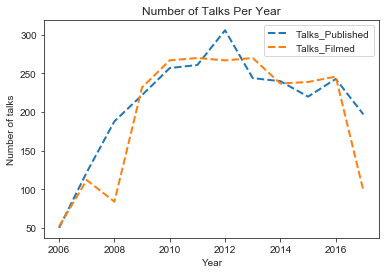 Number of Talks Per Year
Talks_Published
Talks_Filmed
300
250
200
150
100
50
Number of talks
2006
2008
2010
2012
2014
2016
Year